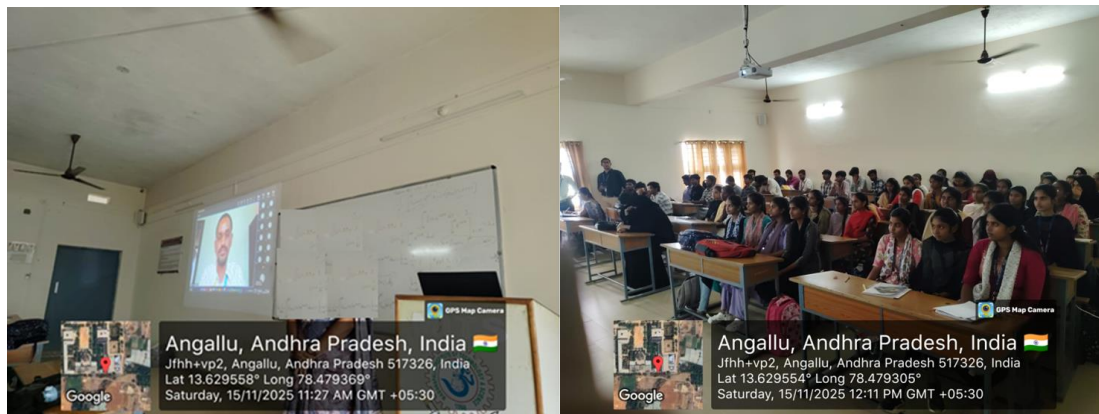 GPS Map Camera
Angallu, Andhra Pradesh, India
Jfhh+vp2, Angallu, Andhra Pradesh 517326, India
Lat 13.629558° Long 78.479369°
Saturday, 15/11/2025 11:27 AM GMT +05:30
Google
GPS Map Camera
Angallu, Andhra Pradesh, India
Jfhh+vp2, Angallu, Andhra Pradesh 517326, India
Lat 13.629554° Long 78.479305°
Saturday, 15/11/2025 12:11 PM GMT +05:30
Google